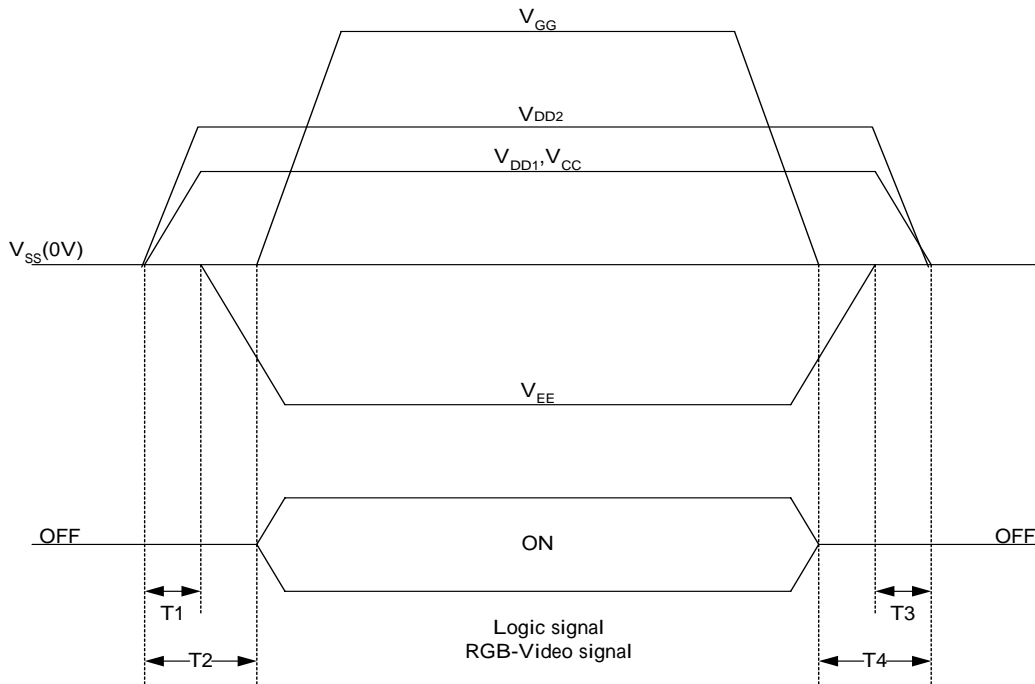 VGG
VDD2
VDD1,VCC
VSS(0V)
VEE
OFF
ON
OFF
T1
T3
Logic signal
RGB-Video signal
T2
T4